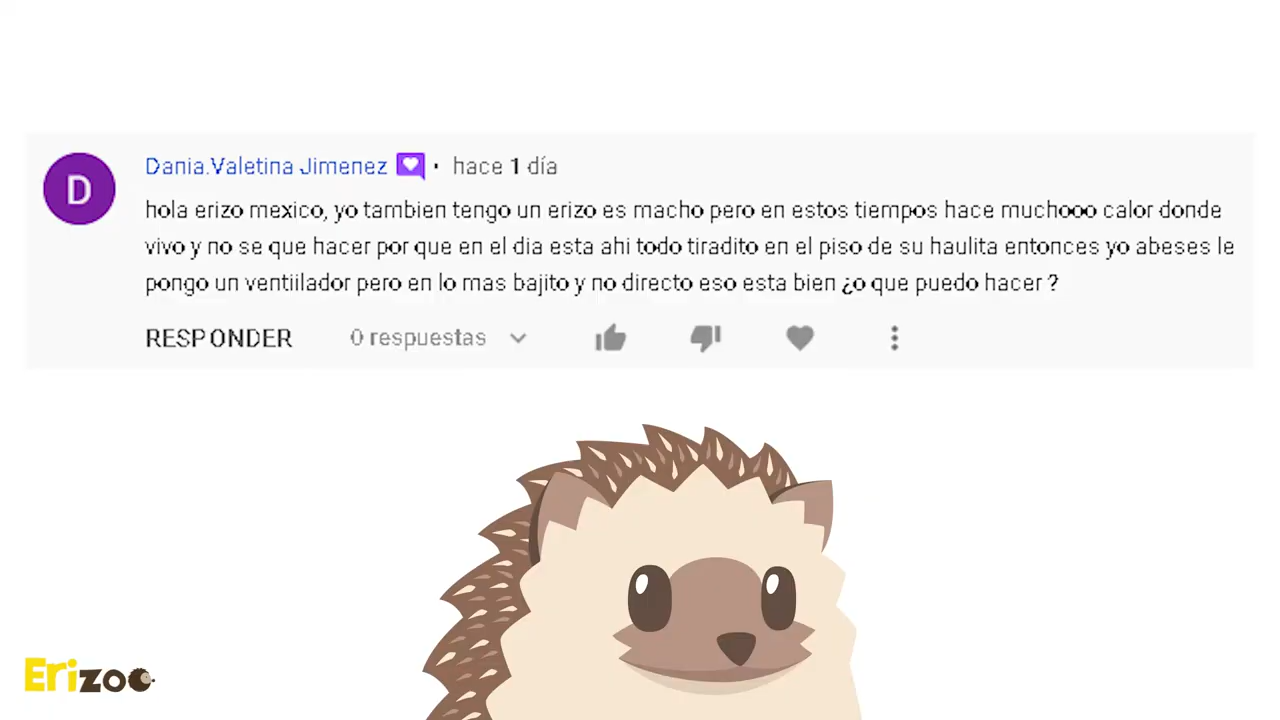 D
Dania.Valetina Jimenez · hace 1 día
hola erizo mexico, yo tambien tengo un erizo es macho pero en estos tiempos hace muchooo calor donde
vivo y no se que hacer por que en el dia esta ahi todo tiradito en el piso de su haulita entonces yo abeses le
pongo un ventiilador pero en lo mas bajito y no directo eso esta bien ¿o que puedo hacer ?
RESPONDER 0 respuestas
Erizoo